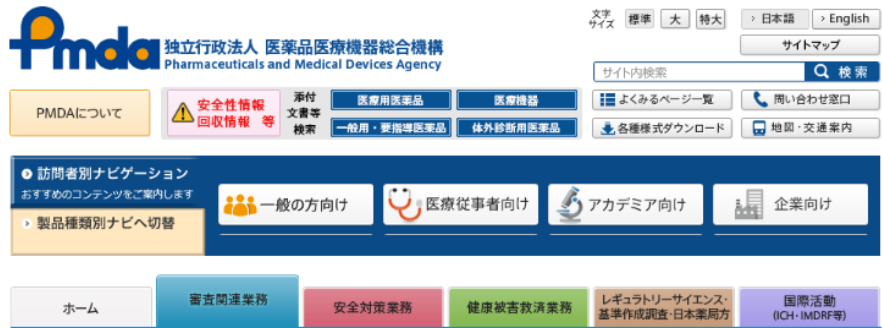 Pmda 独立行政法人 医薬品医療機器総合機構
Pharmaceuticals and Medical Devices Agency
文字
サイズ 標準 大 特大
日本語 English
サイトマップ
サイト内検索 検索
PMDAについて
安全性情報
回収情報 等
添付
文書等
検索
医療用医薬品 医療機器
一般用・要指導医薬品 体外診断用医薬品
よくみるページ一覧 問い合わせ窓口
各種様式ダウンロード 地図・交通案内
訪問者別ナビゲーション
おすすめのコンテンツをご案内します
製品種類別ナビへ切替
一般の方向け 医療従事者向け アカデミア向け 企業向け
ホーム
審査関連業務
安全対策業務
健康被害救済業務
レギュラトリーサイエンス・
基準作成調査・日本薬局方
国際活動
(ICH・IMDRF等)